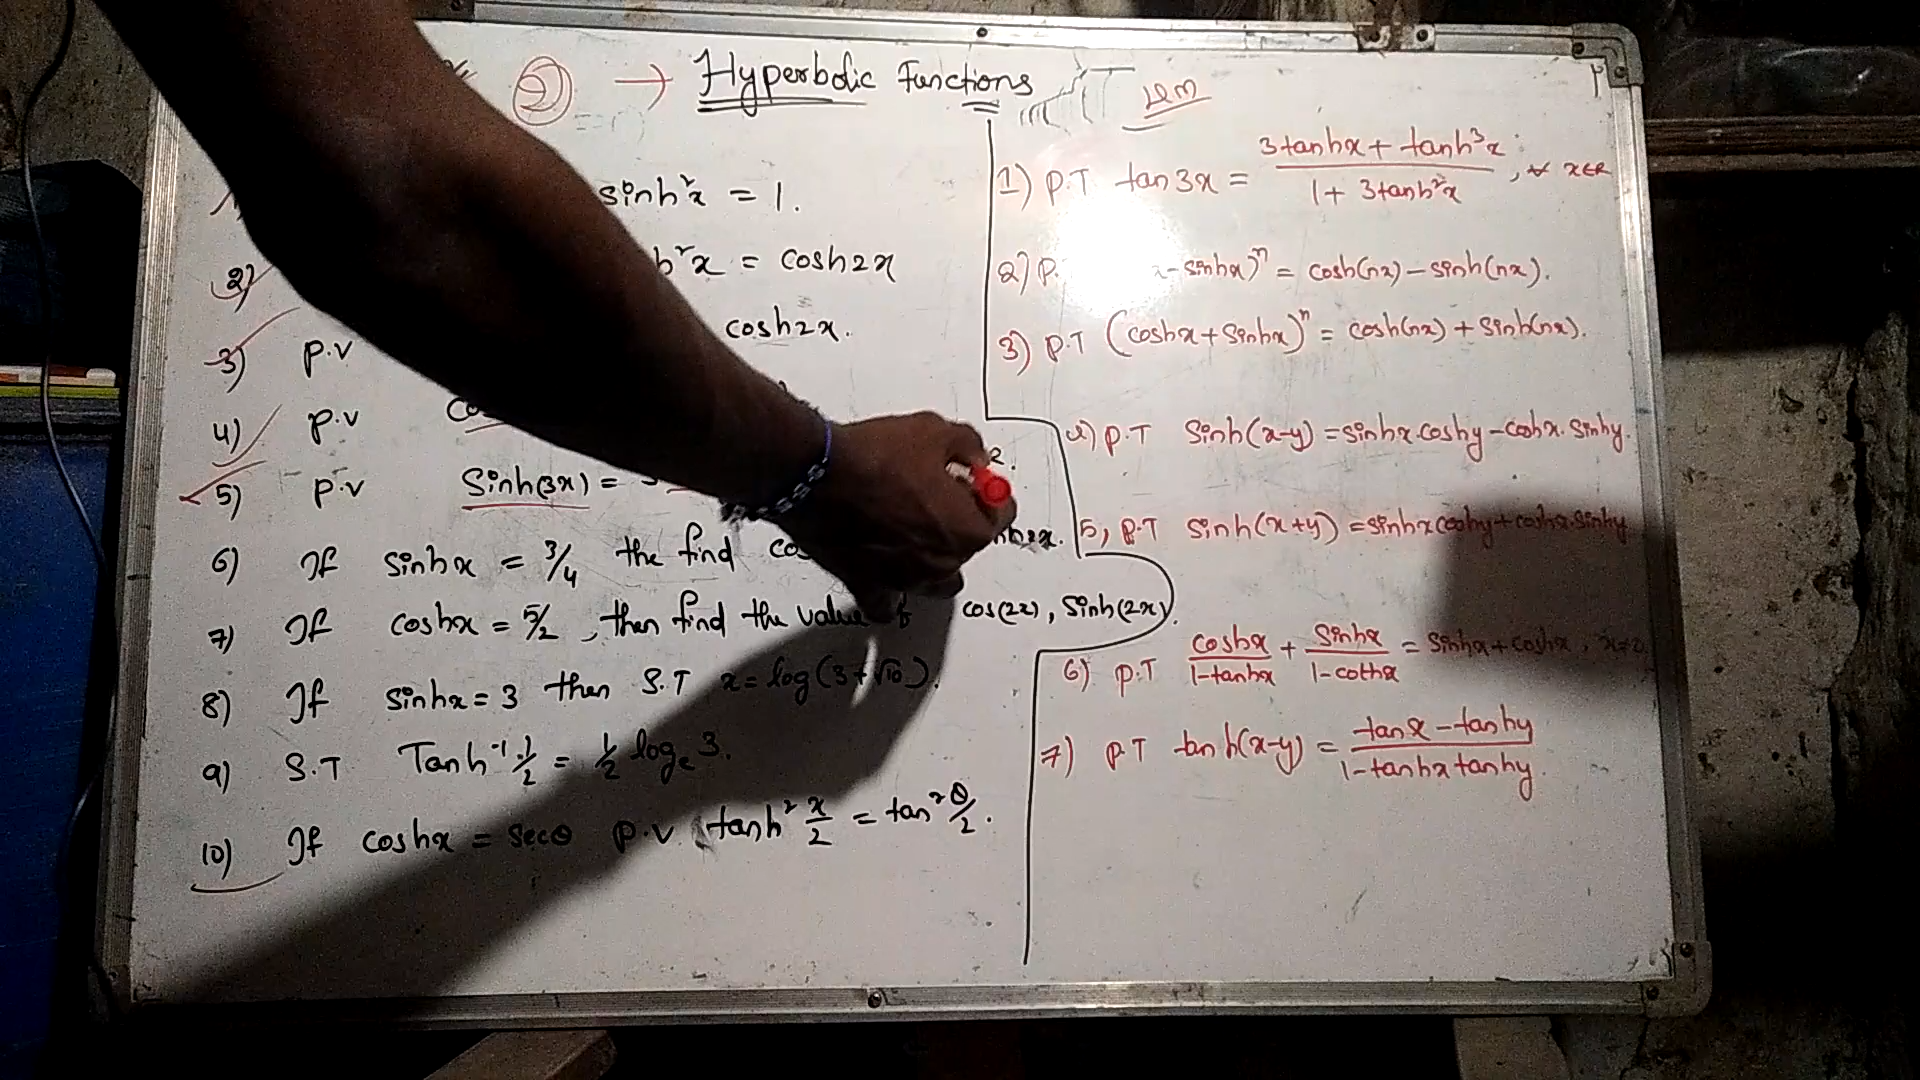 ② → Hyperbolic Functions
sinh²x = 1.
2) h²x = cosh2x
3) P.V cosh2x.
4) P.V
5) P.V Sinh(3x) =
6) If sinhx = 3/4 the find
7) If coshx = 5/2, then find the value of cos(2x), Sinh(2x)
8) If sinhx = 3 then S.T x = log(3+√10).
9) S.T Tanh⁻¹ 1/2 = 1/2 logₑ3.
10) If coshx = secθ P.V. tanh² x/2 = tan² θ/2.
1) P.T tan3x = 3tanhx + tanh³x / 1 + 3tanh²x, ∀ x∈R
2) P. x-sinhx)ⁿ = cosh(nx) - sinh(nx).
3) P.T (coshx + Sinhx)ⁿ = cosh(nx) + Sinh(nx).
4) P.T Sinh(x-y) = sinhx.coshy - coshx.sinhy.
5, P.T sinh(x+y) = sinhx coshy + coshx.sinhy
6) P.T coshx / 1-tanhx + Sinhx / 1-cothx = sinhx + coshx,
7) P.T tanh(x-y) = tanx - tanhy / 1-tanhx tanhy.